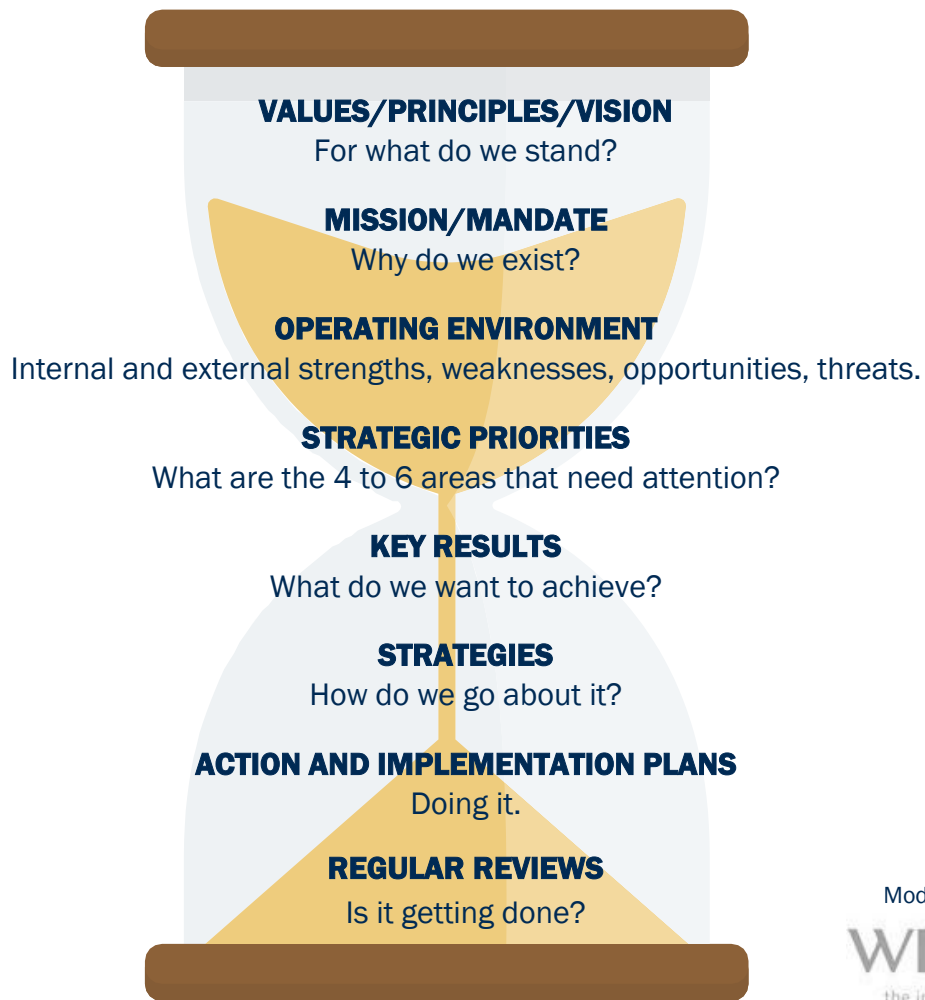 VALUES/PRINCIPLES/VISION
For what do we stand?
MISSION/MANDATE
Why do we exist?
OPERATING ENVIRONMENT
Internal and external strengths, weaknesses, opportunities, threats.
STRATEGIC PRIORITIES
What are the 4 to 6 areas that need attention?
KEY RESULTS
What do we want to achieve?
STRATEGIES
How do we go about it?
ACTION AND IMPLEMENTATION PLANS
Doing it.
REGULAR REVIEWS
Is it getting done?